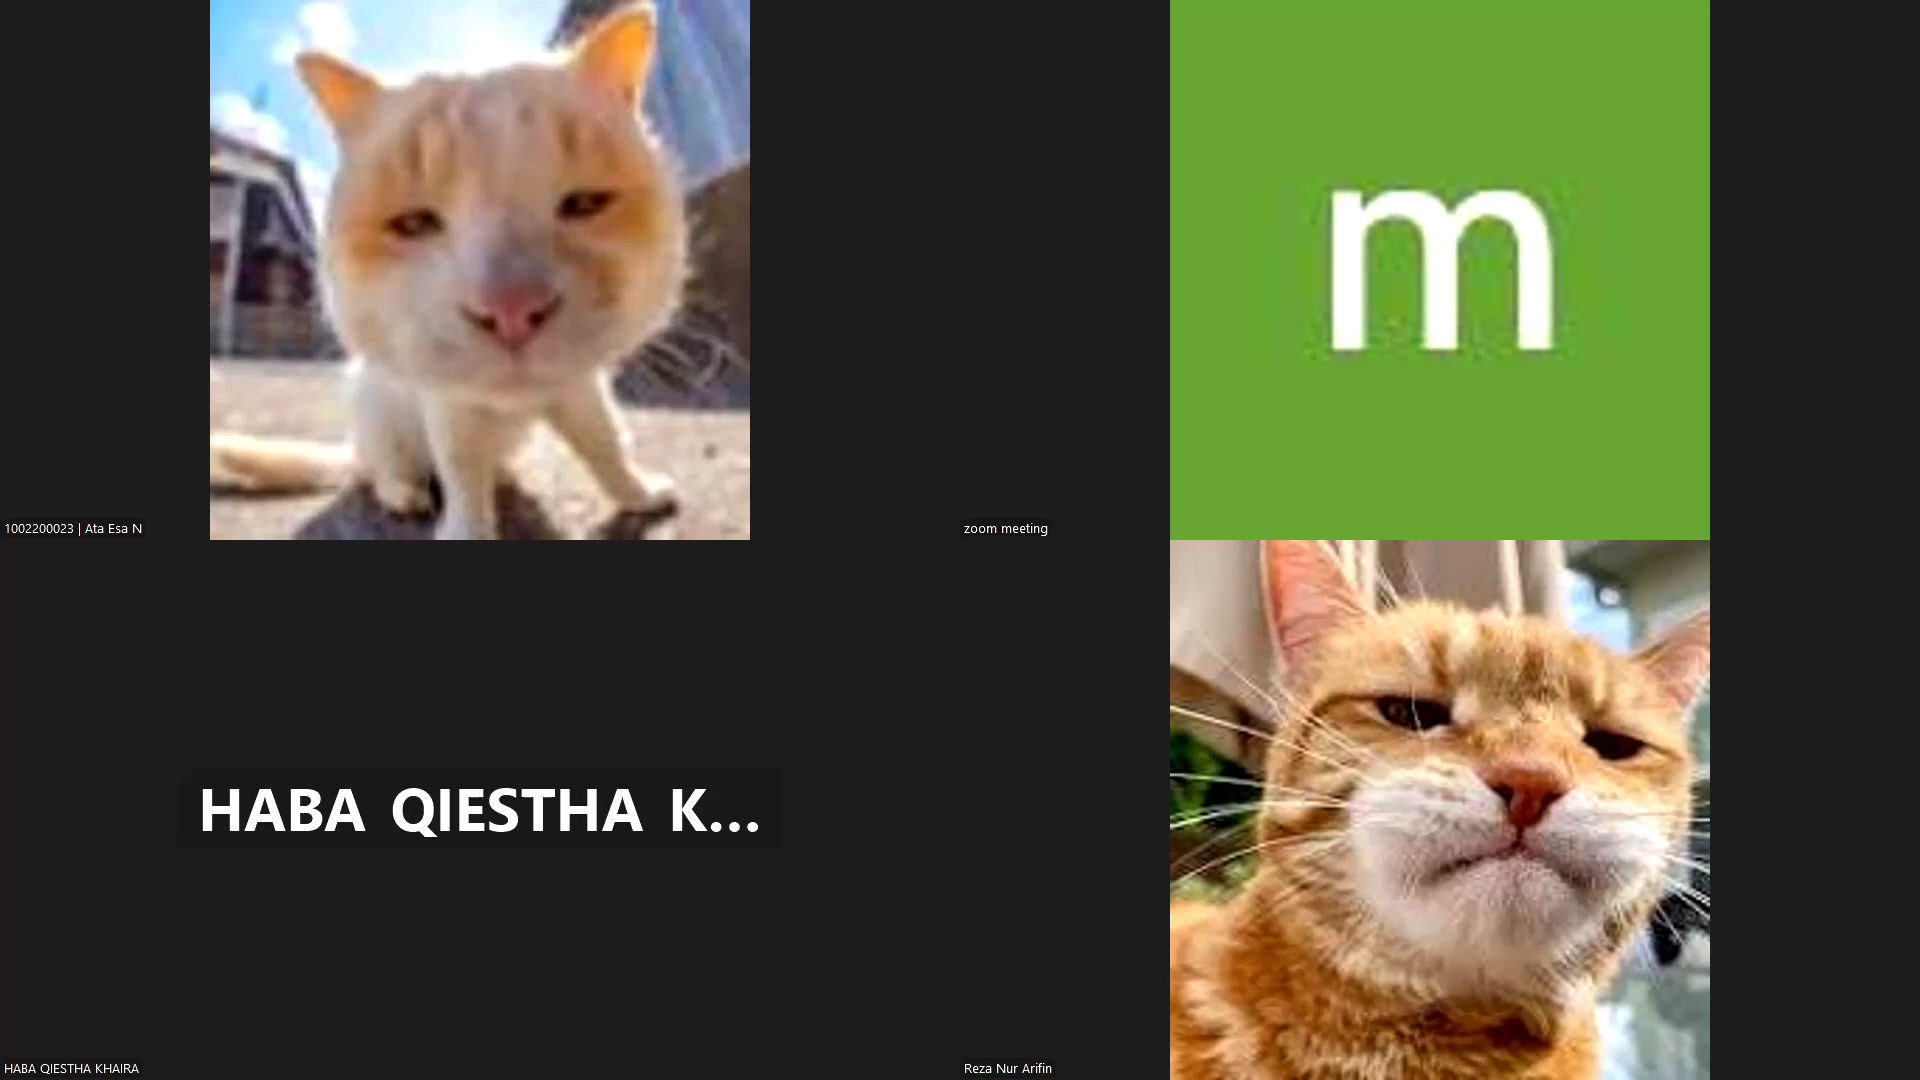 m
1002200023 | Ata Esa N
zoom meeting
HABA QIESTHA K...
HABA QIESTHA KHAIRA
Reza Nur Arifin